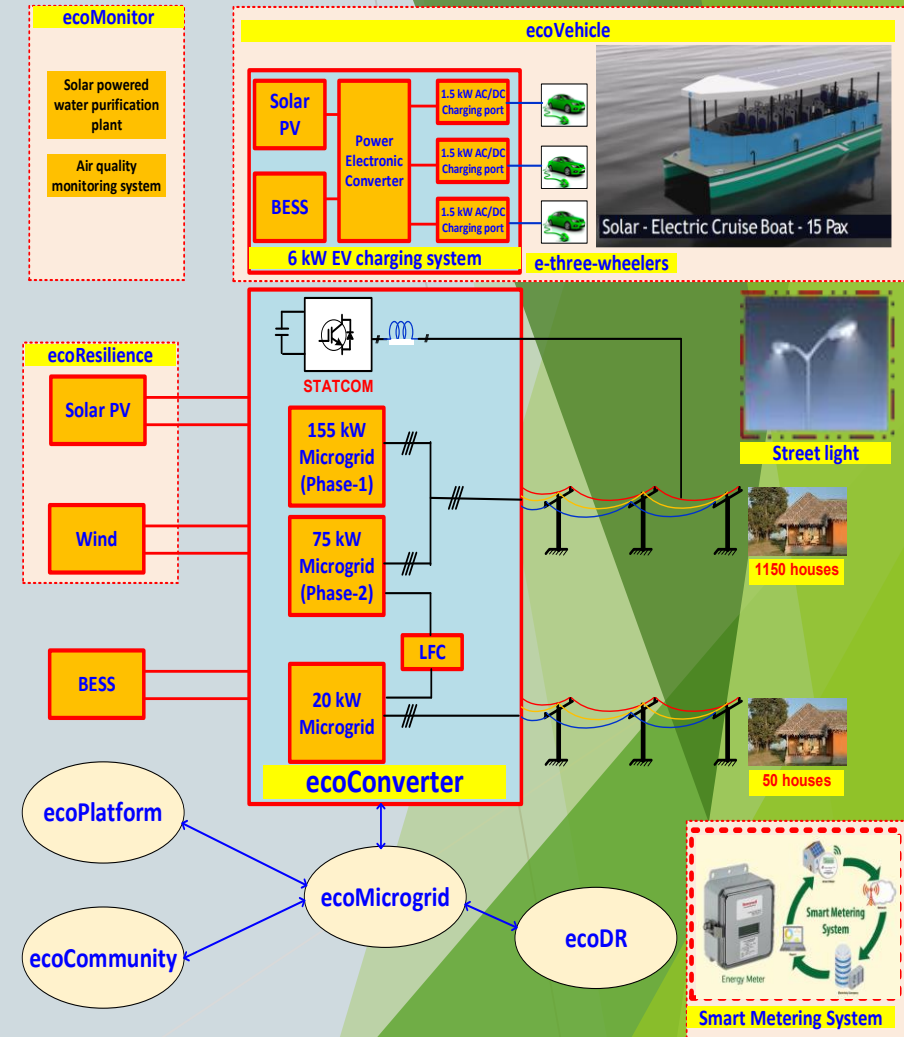 ecoMonitor
Solar powered
water purification
plant
Air quality
monitoring system
ecoVehicle
Solar
PV
BESS
Power
Electronic
Converter
1.5 kW AC/DC
Charging port
1.5 kW AC/DC
Charging port
1.5 kW AC/DC
Charging port
6 kW EV charging system
e-three-wheelers
Solar - Electric Cruise Boat - 15 Pax
ecoResilience
Solar PV
Wind
BESS
STATCOM
155 kW
Microgrid
(Phase-1)
75 kW
Microgrid
(Phase-2)
LFC
20 kW
Microgrid
ecoConverter
Street light
1150 houses
50 houses
ecoPlatform
ecoMicrogrid
ecoCommunity
ecoDR
Smart Metering
System
Energy Meter
Smart Metering System